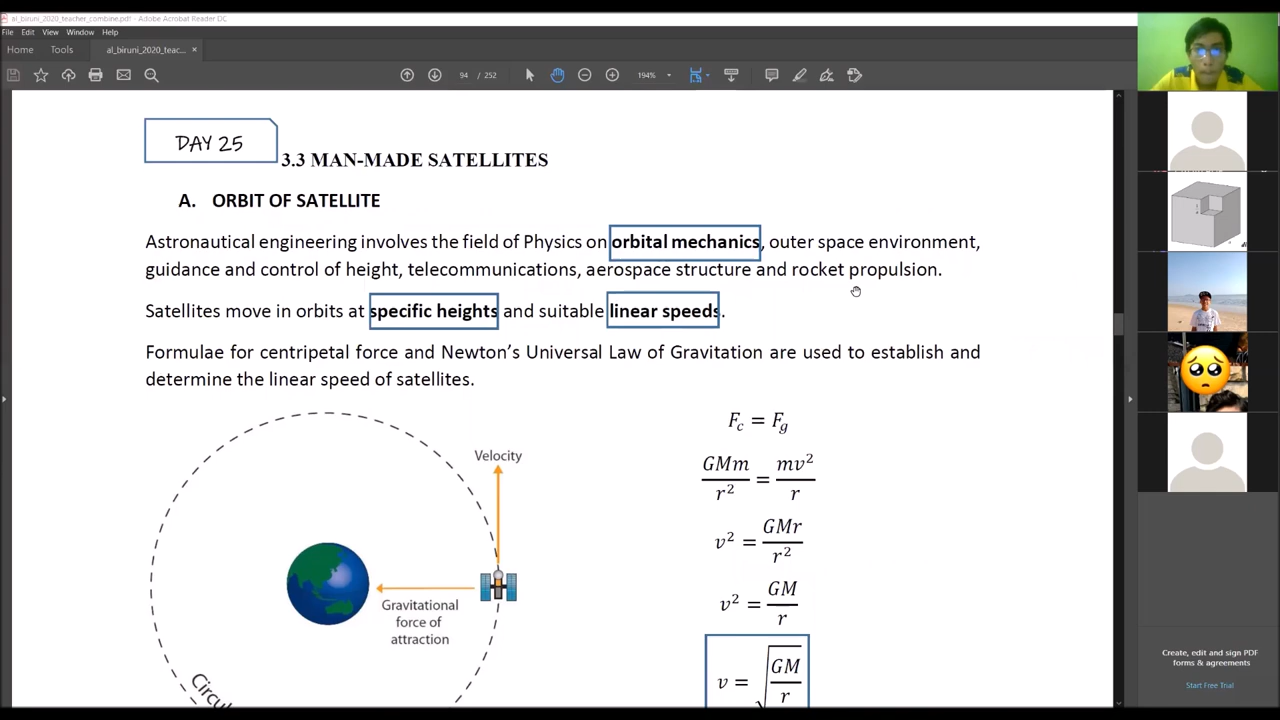 al_biruni_2020_teacher_combine.pdf - Adobe Acrobat Reader DC
File Edit View Window Help
Home Tools al_biruni_2020_teac... ×
94 / 252 194%
DAY 25
3.3 MAN-MADE SATELLITES
A. ORBIT OF SATELLITE
Astronautical engineering involves the field of Physics on orbital mechanics, outer space environment,
guidance and control of height, telecommunications, aerospace structure and rocket propulsion.
Satellites move in orbits at specific heights and suitable linear speeds.
Formulae for centripetal force and Newton's Universal Law of Gravitation are used to establish and
determine the linear speed of satellites.
Velocity
Gravitational
force of
attraction
Circu
F_c = F_g
GMm/r² = mv²/r
v² = GMr/r²
v² = GM/r
v = √(GM/r)
Create, edit and sign PDF
forms & agreements
Start Free Trial